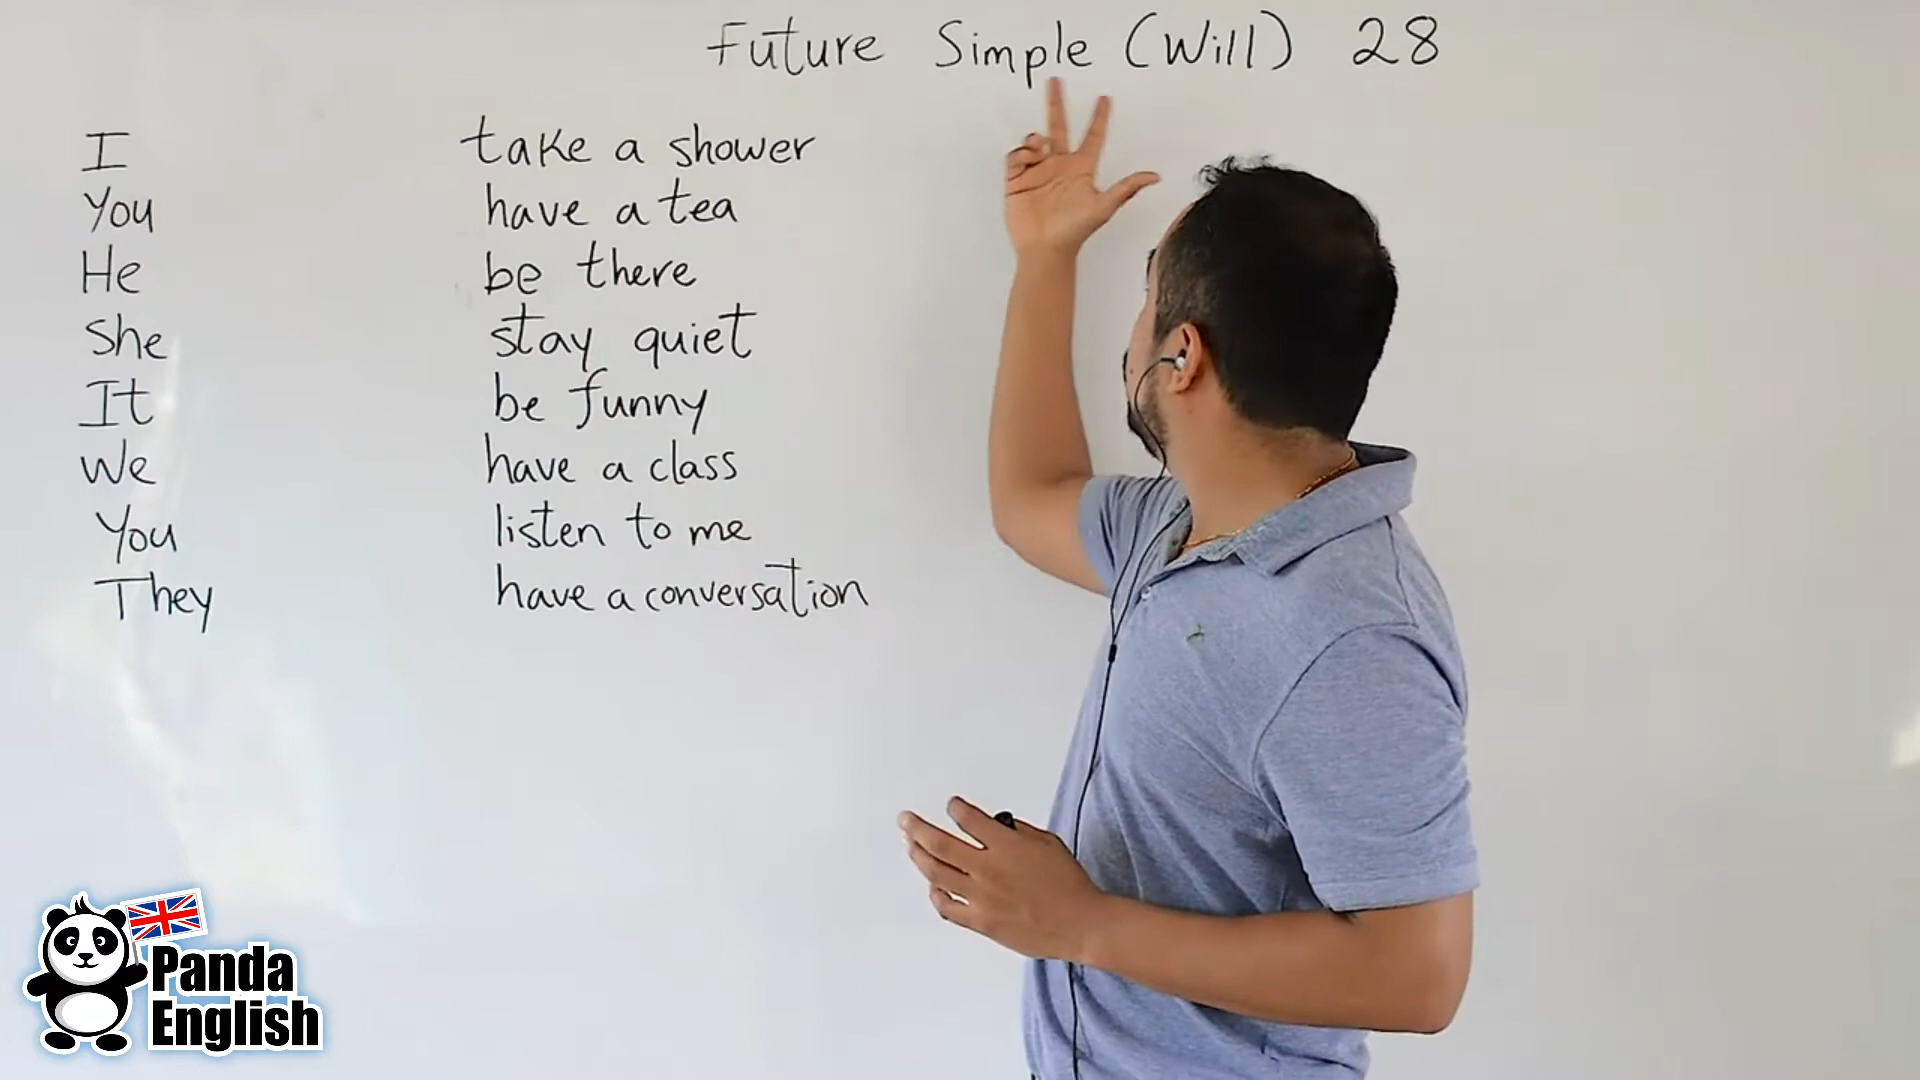 Future Simple (Will) 28
I take a shower
You have a tea
He be there
She stay quiet
It be funny
We have a class
You listen to me
They have a conversation
Panda
English